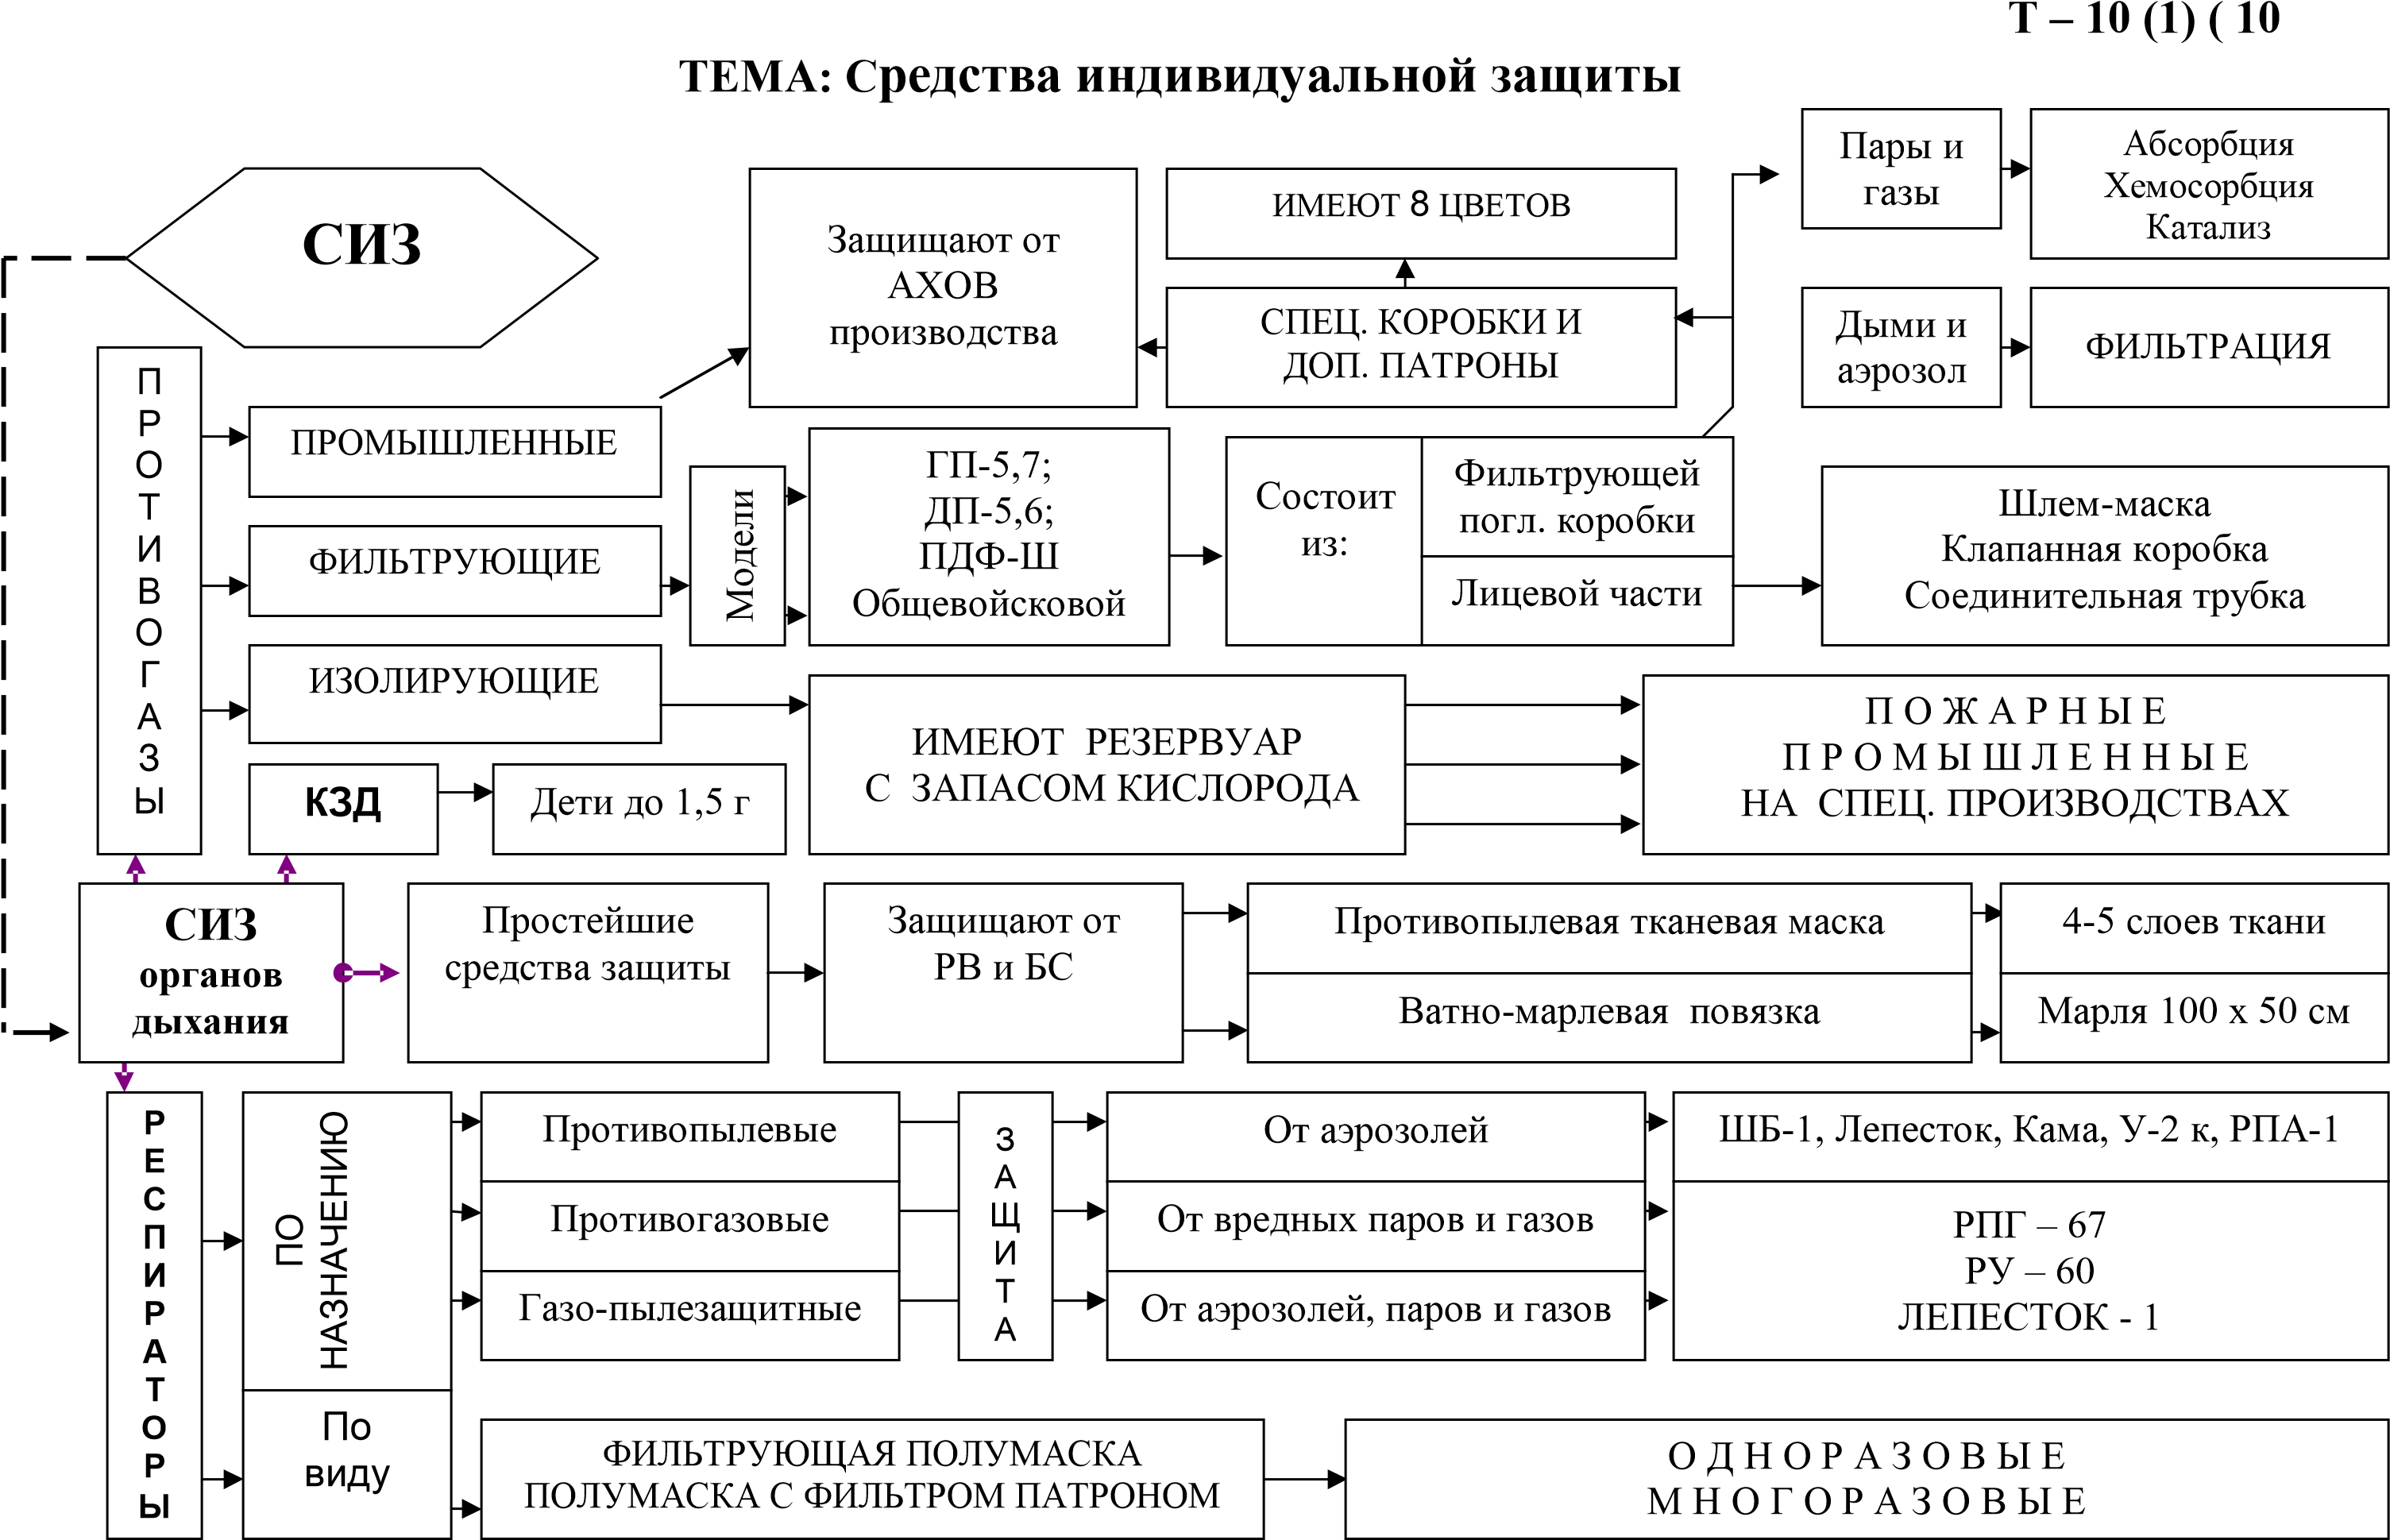 Т – 10 (1) ( 10
ТЕМА: Средства индивидуальной защиты
СИЗ
Защищают от
АХОВ
производства
ИМЕЮТ 8 ЦВЕТОВ
СПЕЦ. КОРОБКИ И
ДОП. ПАТРОНЫ
Пары и
газы
Абсорбция
Хемосорбция
Катализ
Дыми и
аэрозол
ФИЛЬТРАЦИЯ
ПРОТИВОГАЗЫ
ПРОМЫШЛЕННЫЕ
ФИЛЬТРУЮЩИЕ
Модели
ГП-5,7;
ДП-5,6;
ПДФ-Ш
Общевойсковой
Состоит
из:
Фильтрующей
погл. коробки
Лицевой части
Шлем-маска
Клапанная коробка
Соединительная трубка
ИЗОЛИРУЮЩИЕ
ИМЕЮТ РЕЗЕРВУАР
С ЗАПАСОМ КИСЛОРОДА
П О Ж А Р Н Ы Е
П Р О М Ы Ш Л Е Н Н Ы Е
НА СПЕЦ. ПРОИЗВОДСТВАХ
КЗД
Дети до 1,5 г
СИЗ
органов
дыхания
Простейшие
средства защиты
Защищают от
РВ и БС
Противопылевая тканевая маска
4-5 слоев ткани
Ватно-марлевая повязка
Марля 100 х 50 см
РЕСПИРАТОРЫ
ПО
НАЗНАЧЕНИЮ
Противопылевые
Противогазовые
Газо-пылезащитные
ЗАЩИТА
От аэрозолей
От вредных паров и газов
От аэрозолей, паров и газов
ШБ-1, Лепесток, Кама, У-2 к, РПА-1
РПГ – 67
РУ – 60
ЛЕПЕСТОК - 1
По
виду
ФИЛЬТРУЮЩАЯ ПОЛУМАСКА
ПОЛУМАСКА С ФИЛЬТРОМ ПАТРОНОМ
О Д Н О Р А З О В Ы Е
М Н О Г О Р А З О В Ы Е